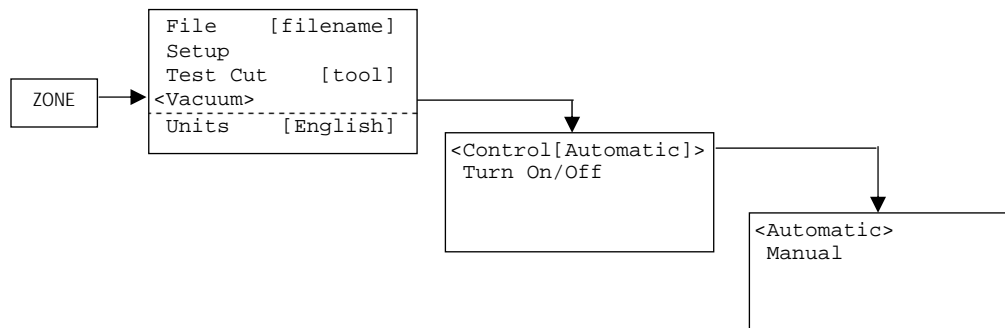 ZONE
File [filename]
Setup
Test Cut [tool]
<Vacuum>
Units [English]
<Control[Automatic]>
Turn On/Off
<Automatic>
Manual